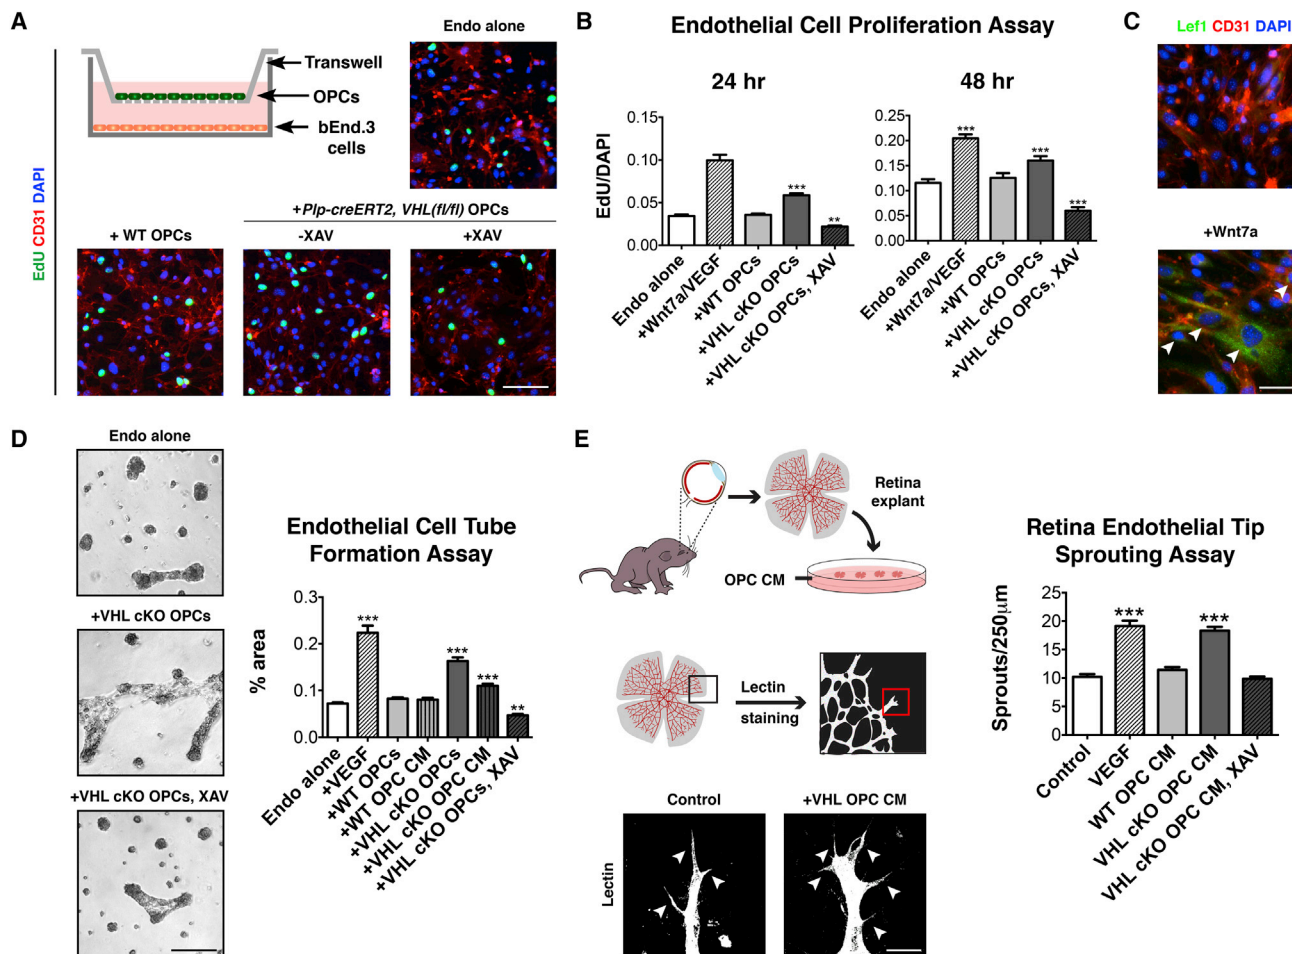 A
Transwell
OPCs
bEnd.3
cells
Endo alone
EdU CD31 DAPI
+Plp-creERT2, VHL(fl/fl) OPCs
+ WT OPCs
-XAV
+XAV
B
Endothelial Cell Proliferation Assay
24 hr
EdU/DAPI
0.15
0.10
0.05
0.00
***
**
Endo alone
+Wnt7a/VEGF
+WT OPCs
+VHL cKO OPCs
+VHL cKO OPCs, XAV
48 hr
0.25
0.20
0.15
0.10
0.05
0.00
***
***
***
Endo alone
+Wnt7a/VEGF
+WT OPCs
+VHL cKO OPCs
+VHL cKO OPCs, XAV
C
Lef1 CD31 DAPI
+Wnt7a
D
Endo alone
+VHL cKO OPCs
+VHL cKO OPCs, XAV
Endothelial Cell Tube
Formation Assay
% area
0.3
0.2
0.1
0.0
***
***
***
**
Endo alone
+VEGF
+WT OPCs
+WT OPC CM
+VHL cKO OPCs
+VHL cKO OPC CM
+VHL cKO OPCs, XAV
E
Retina
explant
OPC CM
Lectin
staining
Control
+VHL OPC CM
Lectin
Retina Endothelial Tip
Sprouting Assay
Sprouts/250μm
25
20
15
10
5
0
***
***
Control
VEGF
WT OPC CM
VHL cKO OPC CM
VHL cKO OPC CM, XAV